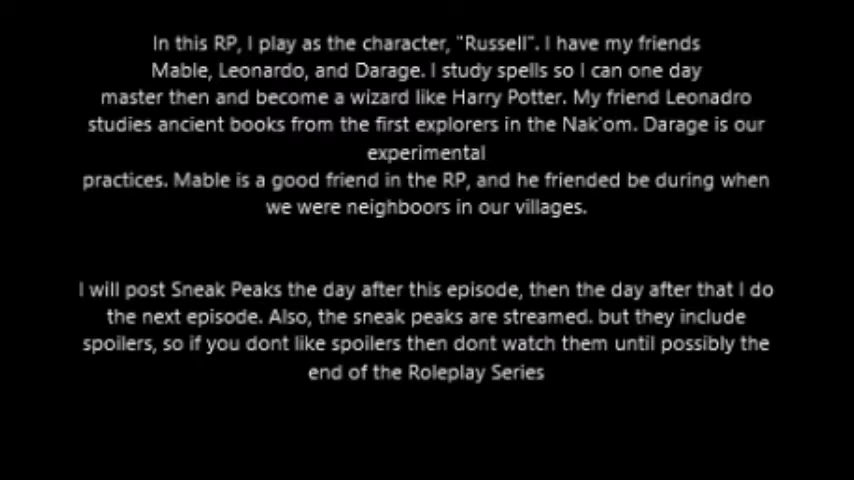 In this RP, I play as the character, "Russell". I have my friends
Mable, Leonardo, and Darage. I study spells so I can one day
master then and become a wizard like Harry Potter. My friend Leonadro
studies ancient books from the first explorers in the Nak'om. Darage is our
experimental
practices. Mable is a good friend in the RP, and he friended be during when
we were neighboors in our villages.
I will post Sneak Peaks the day after this episode, then the day after that I do
the next episode. Also, the sneak peaks are streamed. but they include
spoilers, so if you dont like spoilers then dont watch them until possibly the
end of the Roleplay Series